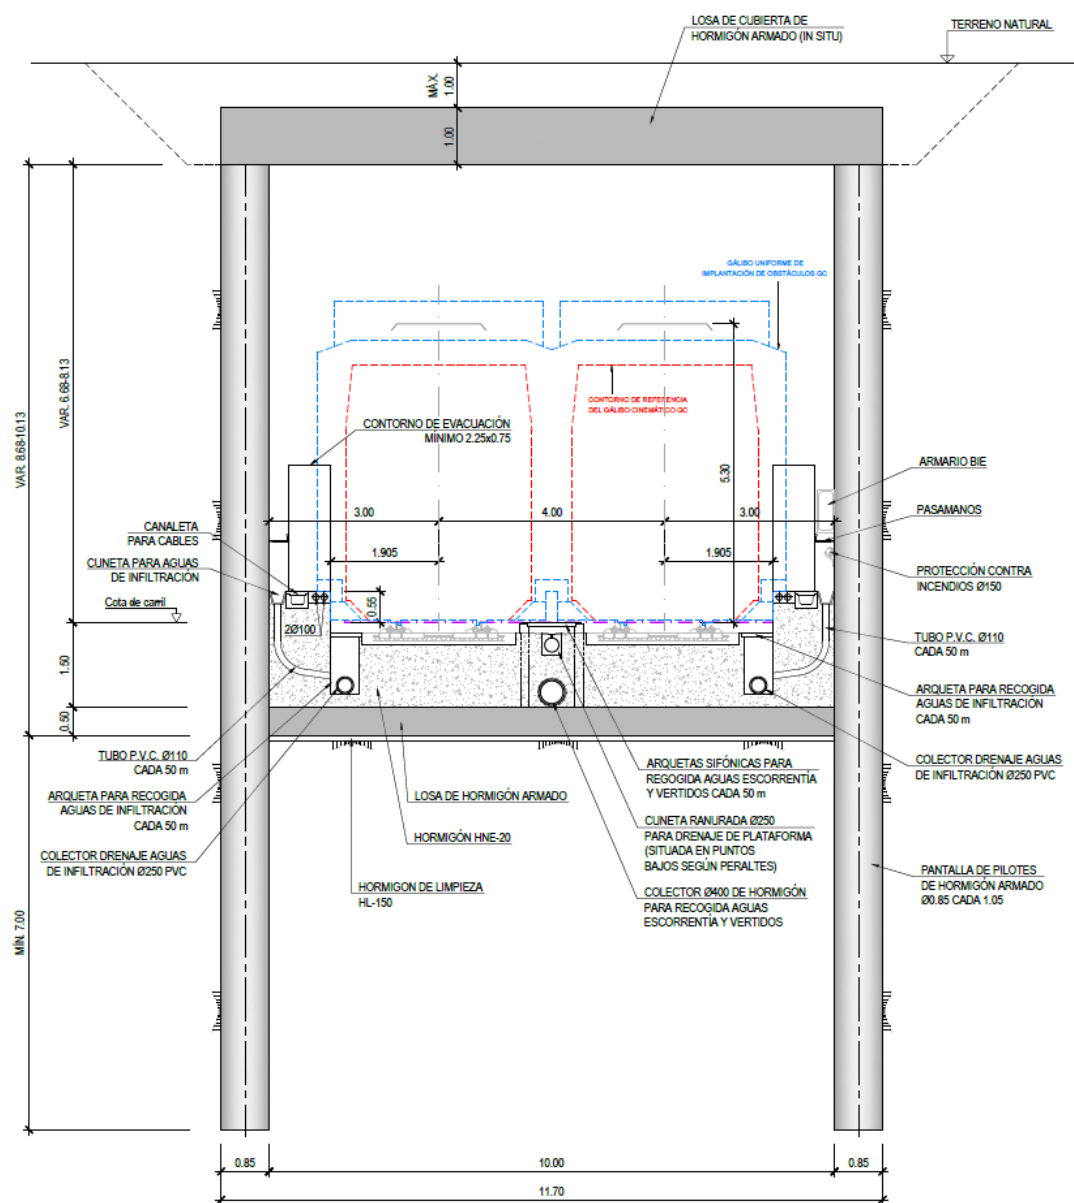 LOSA DE CUBIERTA DE
HORMIGÓN ARMADO (IN SITU)
TERRENO NATURAL
MÁX.
1.00
1.00
GÁLIBO UNIFORME DE
IMPLANTACIÓN DE OBSTÁCULOS GC
VAR. 8.68-10.13
VAR. 6.68-8.13
CONTORNO DE REFERENCIA
DEL GÁLIBO CINEMÁTICO GC
CONTORNO DE EVACUACIÓN
MÍNIMO 2.25x0.75
5.30
ARMARIO BIE
PASAMANOS
3.00
4.00
3.00
CANALETA
PARA CABLES
1.905
1.905
CUNETA PARA AGUAS
DE INFILTRACIÓN
PROTECCIÓN CONTRA
INCENDIOS Ø150
Cota de carril
0.55
2Ø100
TUBO P.V.C. Ø110
CADA 50 m
1.50
0.50
ARQUETA PARA RECOGIDA
AGUAS DE INFILTRACIÓN
CADA 50 m
TUBO P.V.C. Ø110
CADA 50 m
ARQUETAS SIFÓNICAS PARA
REGOGIDA AGUAS ESCORRENTÍA
Y VERTIDOS CADA 50 m
COLECTOR DRENAJE AGUAS
DE INFILTRACIÓN Ø250 PVC
ARQUETA PARA RECOGIDA
AGUAS DE INFILTRACIÓN
CADA 50 m
LOSA DE HORMIGÓN ARMADO
CUNETA RANURADA Ø250
PARA DRENAJE DE PLATAFORMA
(SITUADA EN PUNTOS
BAJOS SEGÚN PERALTES)
HORMIGÓN HNE-20
COLECTOR DRENAJE AGUAS
DE INFILTRACIÓN Ø250 PVC
HORMIGON DE LIMPIEZA
HL-150
COLECTOR Ø400 DE HORMIGÓN
PARA RECOGIDA AGUAS
ESCORRENTÍA Y VERTIDOS
PANTALLA DE PILOTES
DE HORMIGÓN ARMADO
Ø0.85 CADA 1.05
MÍN. 7.00
0.85
10.00
0.85
11.70